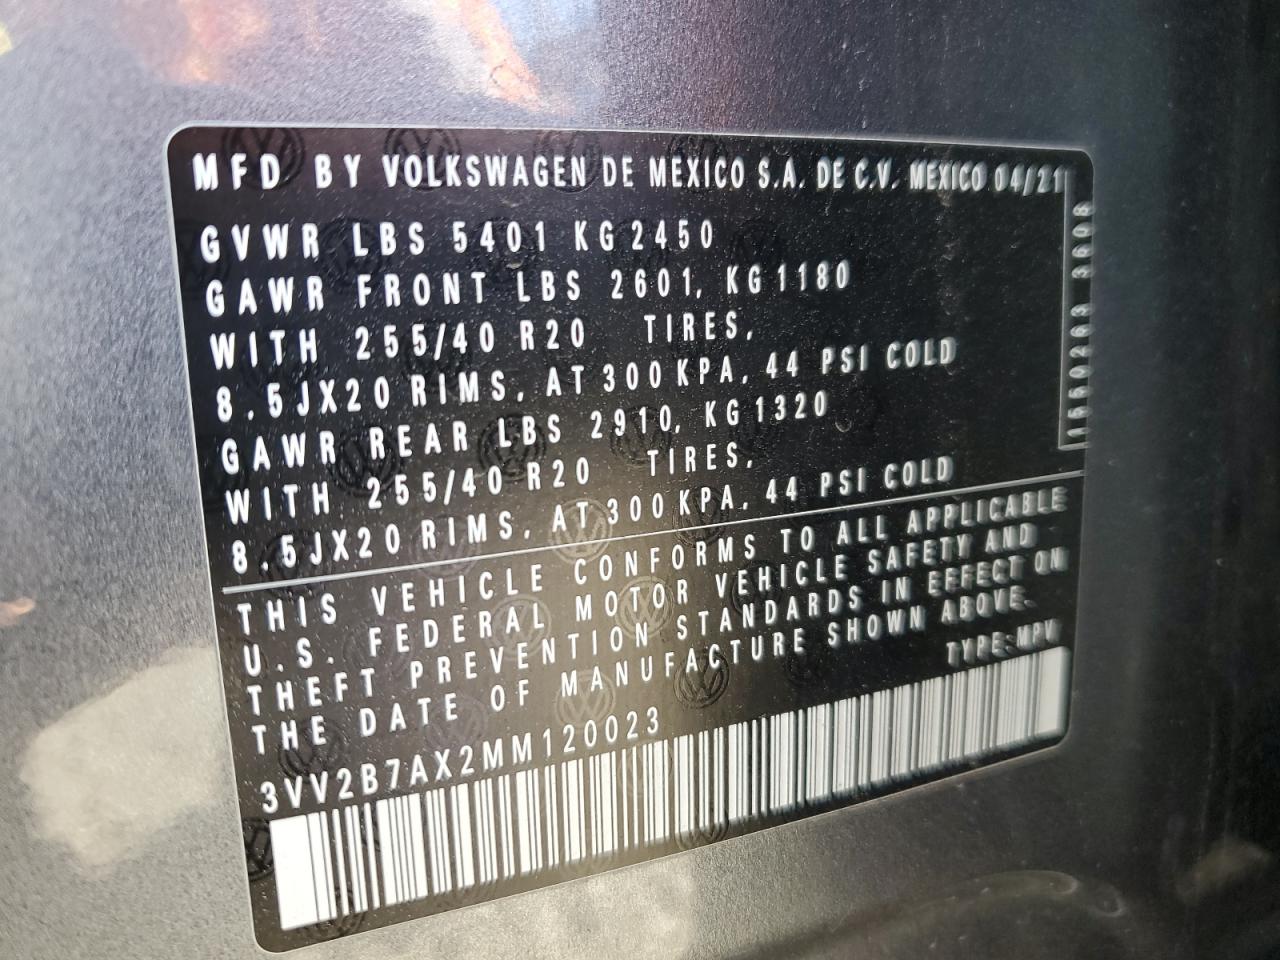 MFD BY VOLKSWAGEN DE MEXICO S.A. DE C.V. MEXICO 04/21
GVWR LBS 5401 KG 2450
GAWR FRONT LBS 2601, KG 1180
WITH 255/40 R20 TIRES,
8.5JX20 RIMS, AT 300 KPA, 44 PSI COLD
GAWR REAR LBS 2910, KG 1320
WITH 255/40 R20 TIRES,
8.5JX20 RIMS, AT 300 KPA, 44 PSI COLD
THIS VEHICLE CONFORMS TO ALL APPLICABLE
U.S. FEDERAL MOTOR VEHICLE SAFETY AND
THEFT PREVENTION STANDARDS IN EFFECT ON
THE DATE OF MANUFACTURE SHOWN ABOVE.
TYPE:MPV
3VV2B7AX2MM120023